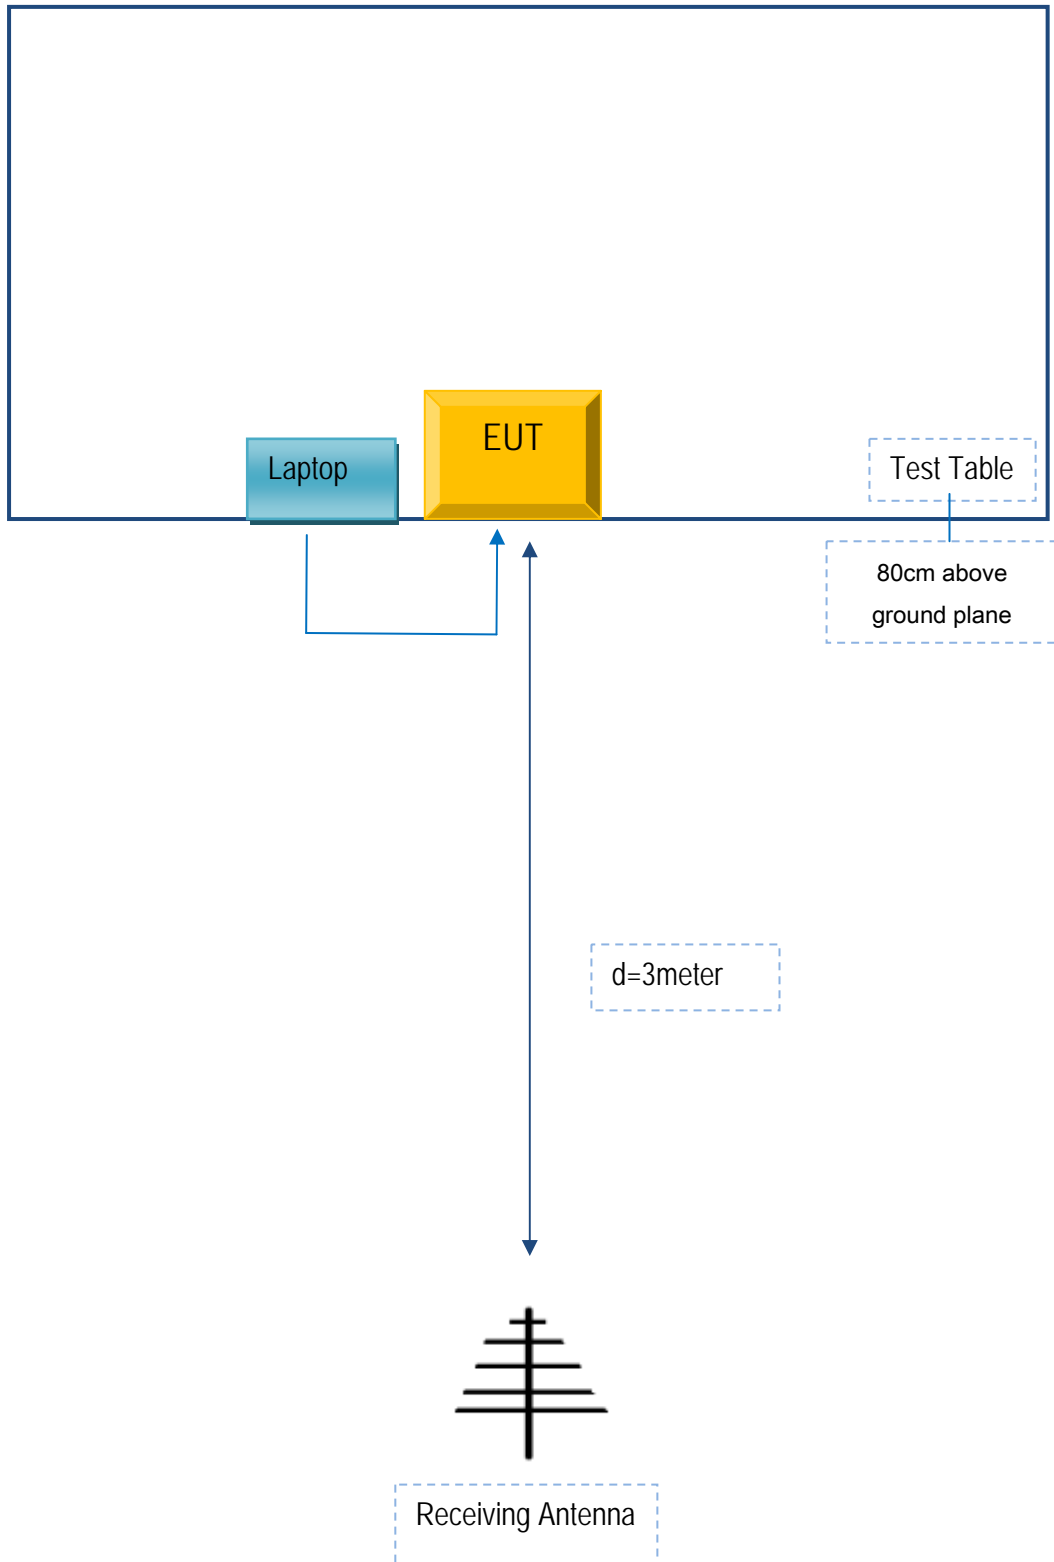 EUT
Laptop
Test Table
80cm above
ground plane
d=3meter
Receiving Antenna